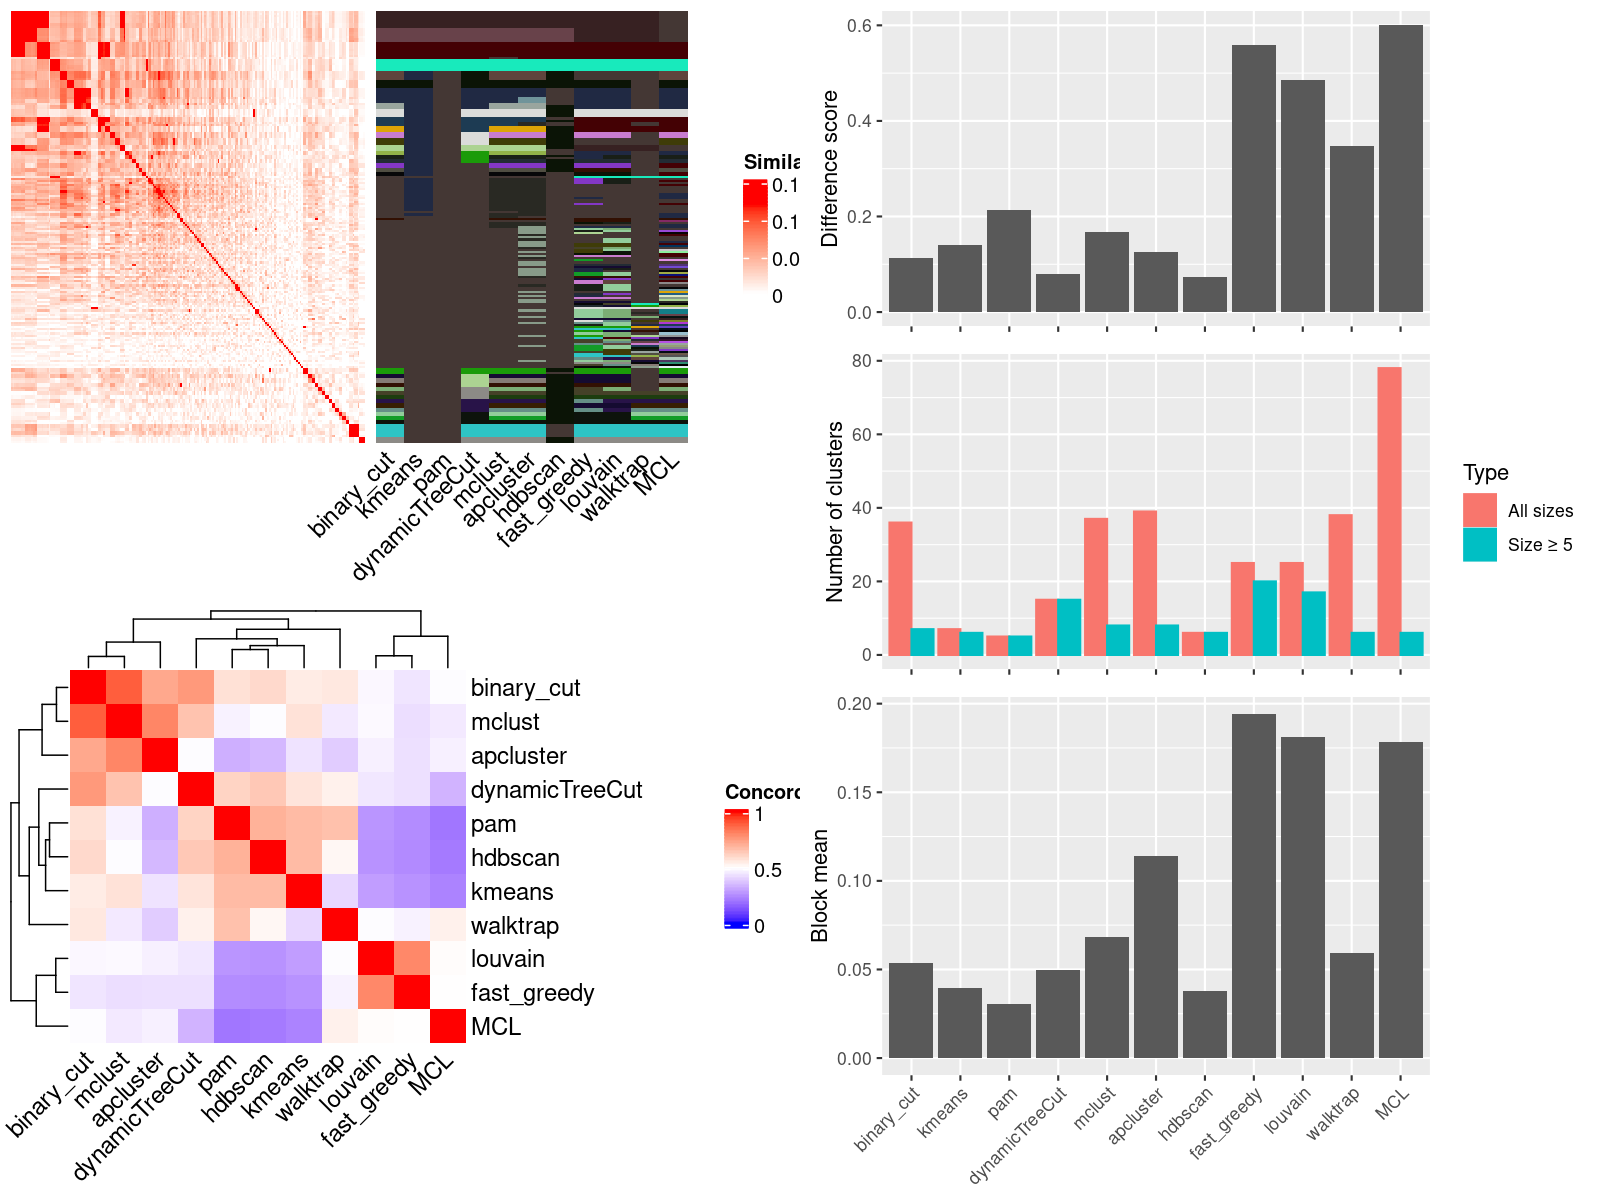 Simila
0.1
0.1
0.0
0
binary_cut
kmeans
pam
dynamicTreeCut
mclust
apcluster
hdbscan
fast_greedy
louvain
walktrap
MCL
binary_cut
mclust
apcluster
dynamicTreeCut
pam
hdbscan
kmeans
walktrap
louvain
fast_greedy
MCL
binary_cut
mclust
apcluster
dynamicTreeCut
pam
hdbscan
kmeans
walktrap
louvain
fast_greedy
MCL
Concord
1
0.5
0
Difference score
0.6
0.4
0.2
0.0
Number of clusters
80
60
40
20
0
Type
All sizes
Size ≥ 5
Block mean
0.20
0.15
0.10
0.05
0.00
binary_cut
kmeans
pam
dynamicTreeCut
mclust
apcluster
hdbscan
fast_greedy
louvain
walktrap
MCL